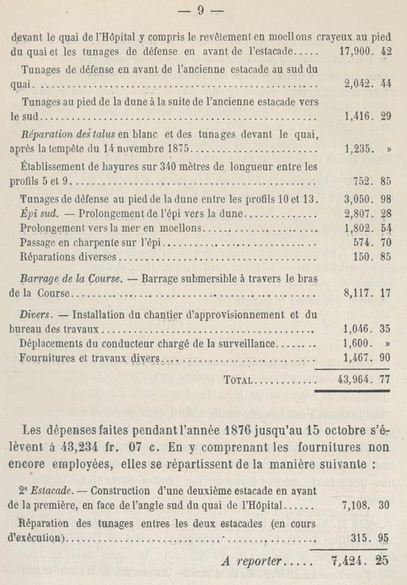 — 9 —
devant le quai de l'Hôpital y compris le revêtement en moellons crayeux au pied
du quai et les tunages de défense en avant de l'estacade..... 17,900. 42
Tunages de défense en avant de l'ancienne estacade au sud du
quai. ........ 2,042. 44
Tunages au pied de la dune à la suite de l'ancienne estacade vers
le sud........ 1,416. 29
Réparation des talus en blanc et des tunages devant le quai,
après la tempête du 14 novembre 1875........ 1,235. »
Établissement de hayures sur 340 mètres de longueur entre les
profils 5 et 9........ 752. 85
Tunages de défense au pied de la dune entre les profils 10 et 13. 3,050. 98
Épi sud. — Prolongement de l'épi vers la dune........ 2,807. 28
Prolongement vers la mer en moellons........ 1,802. 54
Passage en charpente sur l'épi........ 574. 70
Réparations diverses........ 150. 85
Barrage de la Course. — Barrage submersible à travers le bras
de la Course........ 8,117. 17
Divers. — Installation du chantier d'approvisionnement et du
bureau des travaux........ 1,046. 35
Déplacements du conducteur chargé de la surveillance...... 1,600. »
Fournitures et travaux divers........ 1,467. 90
TOTAL............ 43,964. 77
Les dépenses faites pendant l'année 1876 jusqu'au 15 octobre s'é-
lèvent à 43,234 fr. 07 c. En y comprenant les fournitures non
encore employées, elles se répartissent de la manière suivante :
2e Estacade. — Construction d'une deuxième estacade en avant
de la première, en face de l'angle sud du quai de l'Hôpital...... 7,108. 30
Réparation des tunages entres les deux estacades (en cours
d'exécution)........ 315. 95
A reporter..... 7,424. 25